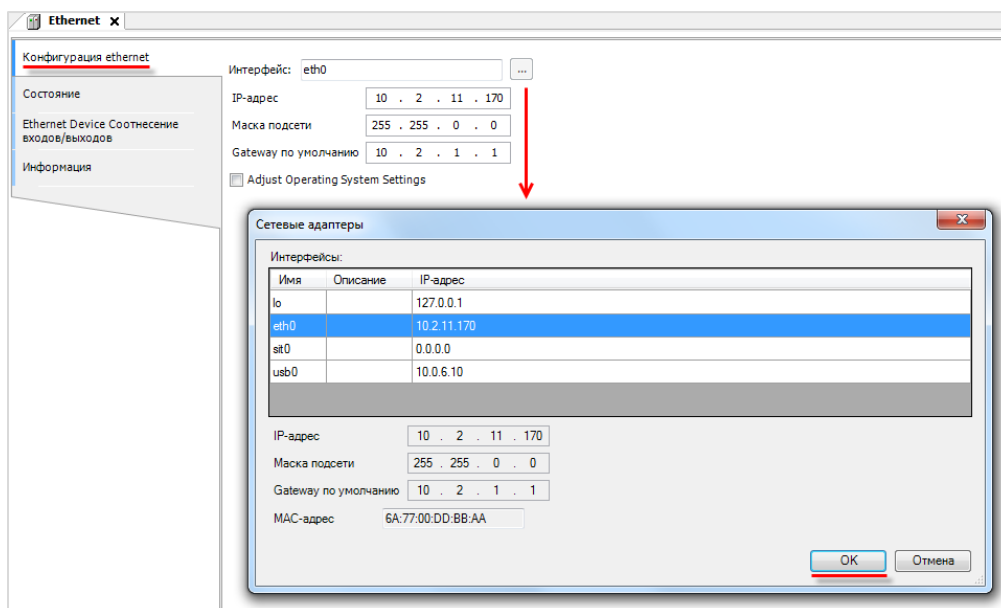 Ethernet x
Конфигурация ethernet
Состояние
Ethernet Device Соотнесение
входов/выходов
Информация
Интерфейс: eth0 ...
IP-адрес 10 . 2 . 11 . 170
Маска подсети 255 . 255 . 0 . 0
Gateway по умолчанию 10 . 2 . 1 . 1
Adjust Operating System Settings
Сетевые адаптеры
Интерфейсы:
Имя Описание IP-адрес
lo 127.0.0.1
eth0 10.2.11.170
sit0 0.0.0.0
usb0 10.0.6.10
IP-адрес 10 . 2 . 11 . 170
Маска подсети 255 . 255 . 0 . 0
Gateway по умолчанию 10 . 2 . 1 . 1
MAC-адрес 6A:77:00:DD:BB:AA
OK Отмена